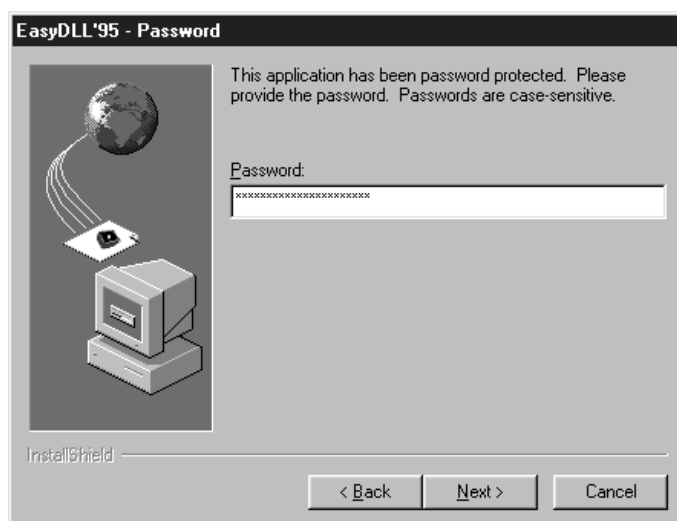 EasyDLL'95 - Password
This application has been password protected. Please
provide the password. Passwords are case-sensitive.
Password:
**********************
InstallShield
< Back
Next >
Cancel